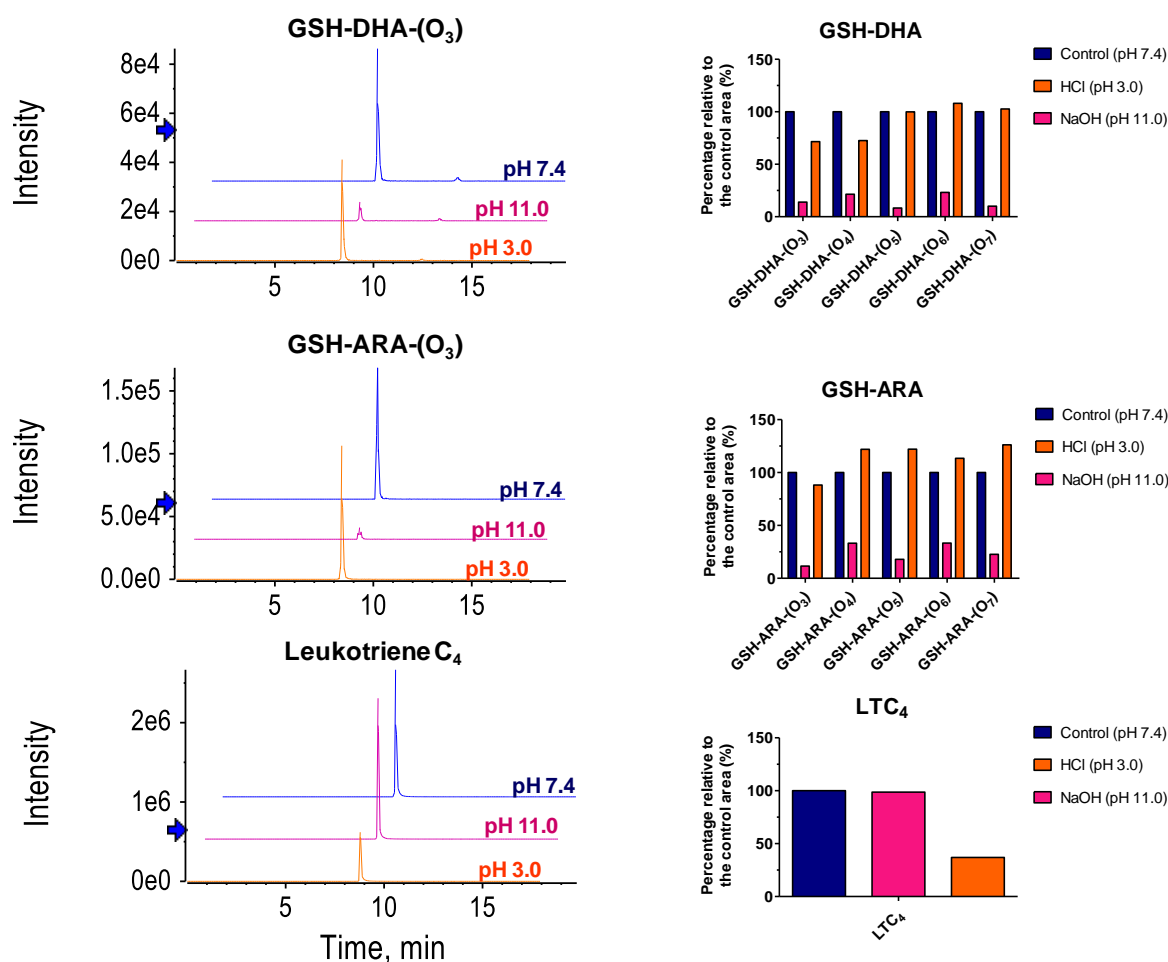 GSH-DHA-(O₃)
Intensity
8e4
6e4
4e4
2e4
0e0
pH 7.4
pH 11.0
pH 3.0
5
10
15
GSH-DHA
Percentage relative to
the control area (%)
150
100
50
0
GSH-DHA-(O₃)
GSH-DHA-(O₄)
GSH-DHA-(O₅)
GSH-DHA-(O₆)
GSH-DHA-(O₇)
Control (pH 7.4)
HCl (pH 3.0)
NaOH (pH 11.0)
GSH-ARA-(O₃)
Intensity
1.5e5
1.0e5
5.0e4
0.0e0
pH 7.4
pH 11.0
pH 3.0
5
10
15
GSH-ARA
Percentage relative to
the control area (%)
150
100
50
0
GSH-ARA-(O₃)
GSH-ARA-(O₄)
GSH-ARA-(O₅)
GSH-ARA-(O₆)
GSH-ARA-(O₇)
Control (pH 7.4)
HCl (pH 3.0)
NaOH (pH 11.0)
Leukotriene C₄
Intensity
2e6
1e6
0e0
pH 7.4
pH 11.0
pH 3.0
5
10
15
Time, min
LTC₄
Percentage relative to
the control area (%)
150
100
50
0
LTC₄
Control (pH 7.4)
HCl (pH 3.0)
NaOH (pH 11.0)